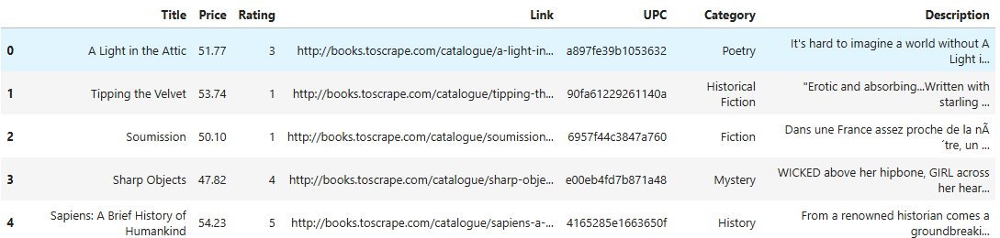 Title Price Rating Link UPC Category Description
0 A Light in the Attic 51.77 3 http://books.toscrape.com/catalogue/a-light-in... a897fe39b1053632 Poetry It's hard to imagine a world without A
Light i...
1 Tipping the Velvet 53.74 1 http://books.toscrape.com/catalogue/tipping-th... 90fa61229261140a Historical
Fiction "Erotic and absorbing...Written with
starling ...
2 Soumission 50.10 1 http://books.toscrape.com/catalogue/soumission... 6957f44c3847a760 Fiction Dans une France assez proche de la nÃ
´tre, un ...
3 Sharp Objects 47.82 4 http://books.toscrape.com/catalogue/sharp-obje... e00eb4fd7b871a48 Mystery WICKED above her hipbone, GIRL across
her hear...
4 Sapiens: A Brief History of
Humankind 54.23 5 http://books.toscrape.com/catalogue/sapiens-a-... 4165285e1663650f History From a renowned historian comes a
groundbreaki...